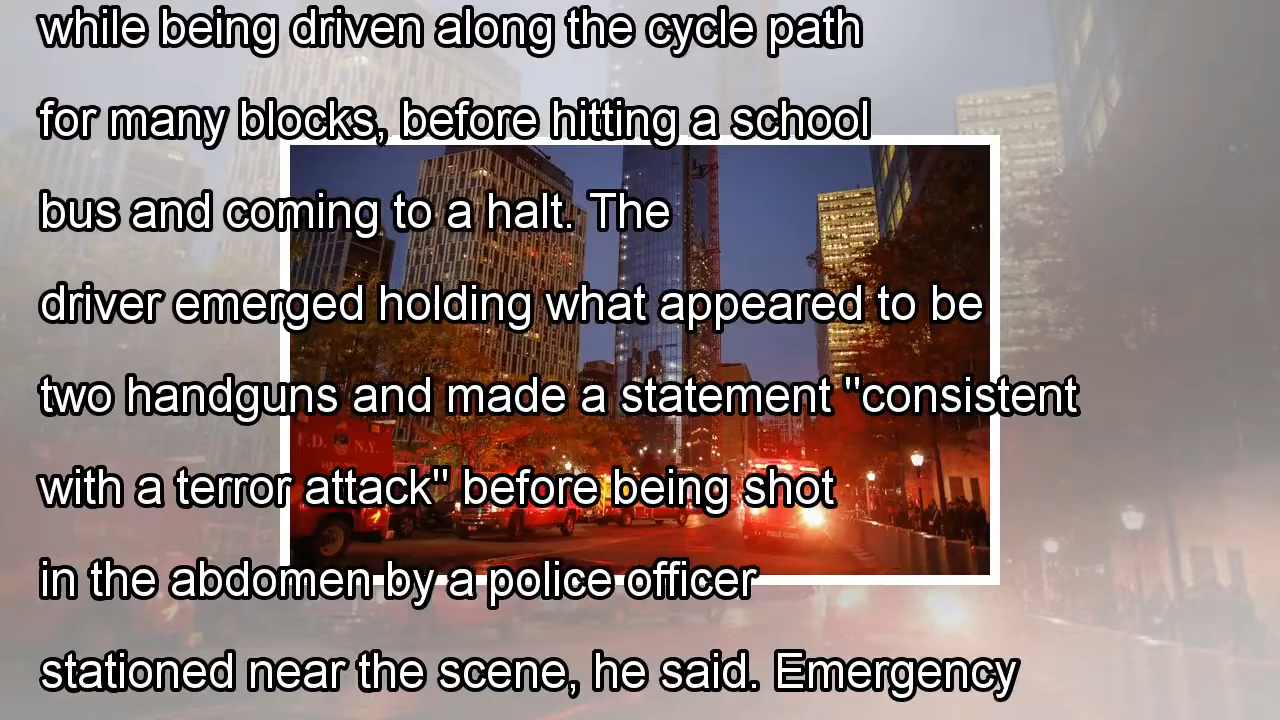 while being driven along the cycle path
for many blocks, before hitting a school
bus and coming to a halt. The
driver emerged holding what appeared to be
two handguns and made a statement "consistent
with a terror attack" before being shot
in the abdomen by a police officer
stationed near the scene, he said. Emergency
F.D. N.Y.
FIELD COMM